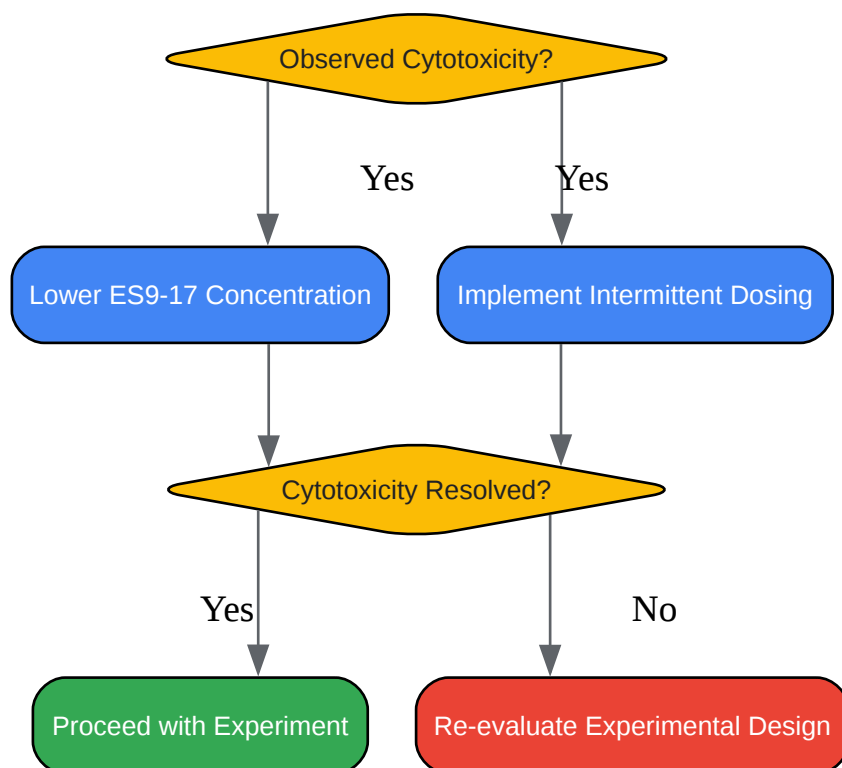 Observed Cytotoxicity?
Yes
Yes
Lower ES9-17 Concentration
Implement Intermittent Dosing
Cytotoxicity Resolved?
Yes
No
Proceed with Experiment
Re-evaluate Experimental Design